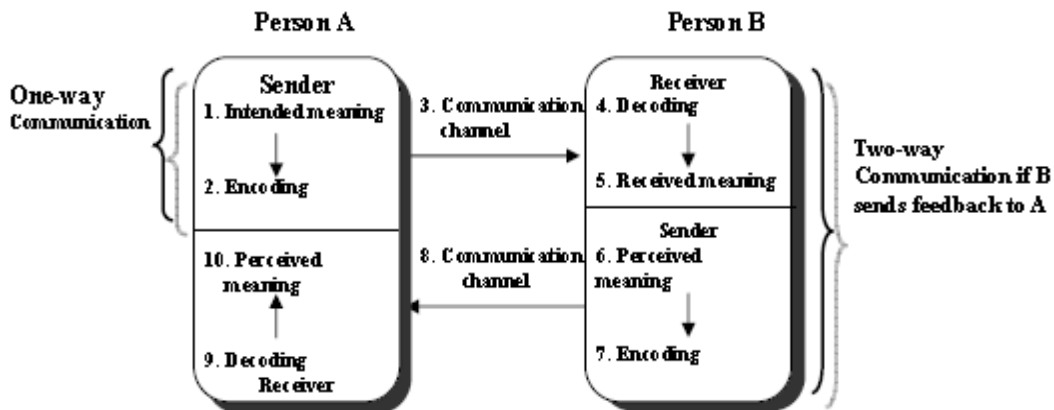 Person A
Person B
One-way
Communication
Sender
1. Intended meaning
2. Encoding
3. Communication
channel
Receiver
4. Decoding
5. Received meaning
Sender
6. Perceived
meaning
7. Encoding
8. Communication
channel
10. Perceived
meaning
9. Decoding
Receiver
Two-way
Communication if B
sends feedback to A